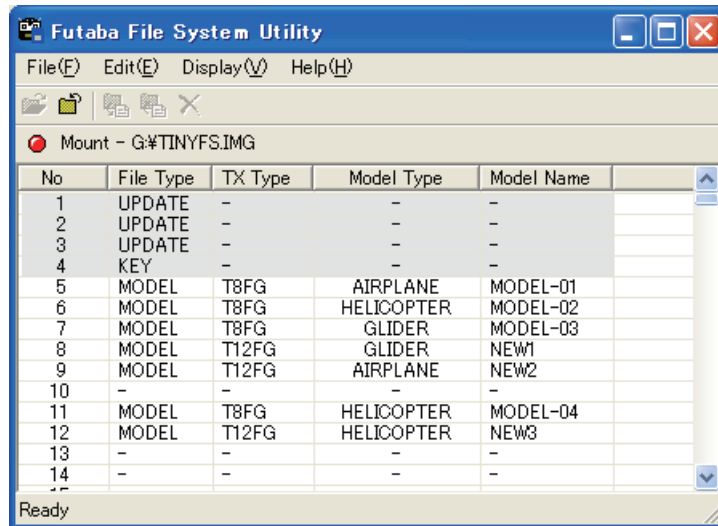 Futaba File System Utility
File(F) Edit(E) Display(V) Help(H)
Mount - G:¥TINYFS.IMG
No File Type TX Type Model Type Model Name
1 UPDATE - - -
2 UPDATE - - -
3 UPDATE - - -
4 KEY - - -
5 MODEL T8FG AIRPLANE MODEL-01
6 MODEL T8FG HELICOPTER MODEL-02
7 MODEL T8FG GLIDER MODEL-03
8 MODEL T12FG GLIDER NEW1
9 MODEL T12FG AIRPLANE NEW2
10 - - - -
11 MODEL T8FG HELICOPTER MODEL-04
12 MODEL T12FG HELICOPTER NEW3
13 - - - -
14 - - - -
Ready